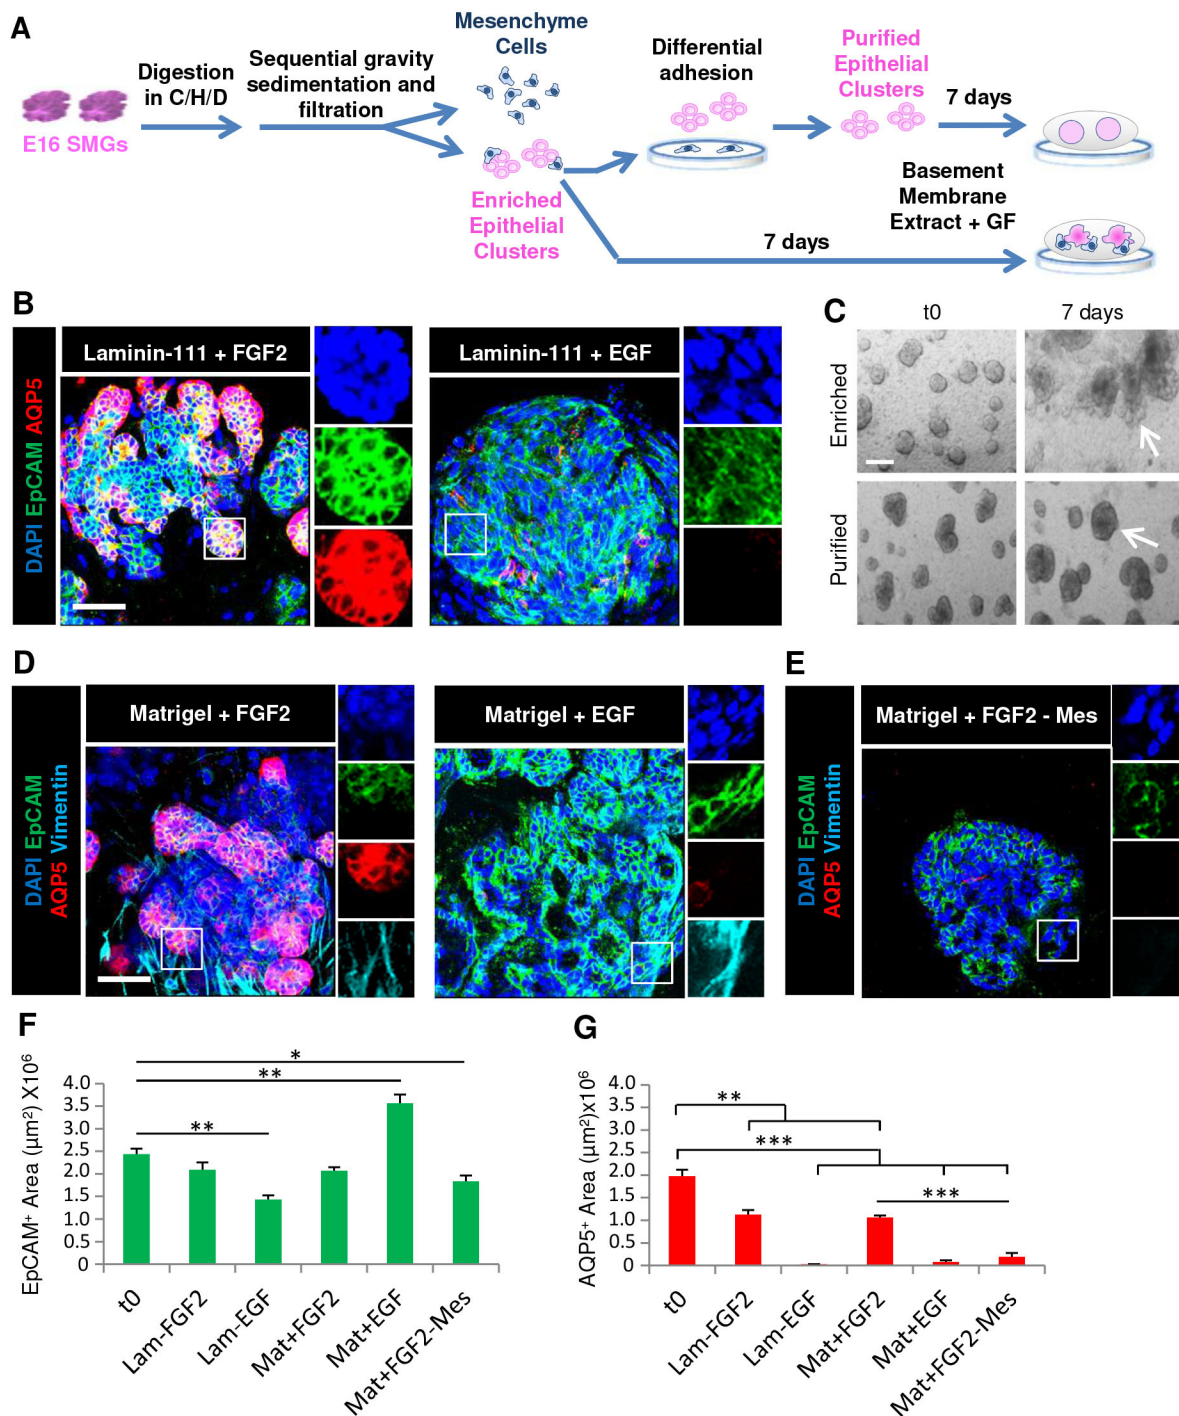 A
E16 SMGs
Digestion
in C/H/D
Sequential gravity
sedimentation and
filtration
Mesenchyme
Cells
Enriched
Epithelial
Clusters
Differential
adhesion
Purified
Epithelial
Clusters
7 days
Basement
Membrane
Extract + GF
7 days
B
DAPI EpCAM AQP5
Laminin-111 + FGF2
Laminin-111 + EGF
C
t0
7 days
Enriched
Purified
D
DAPI EpCAM
AQP5 Vimentin
Matrigel + FGF2
Matrigel + EGF
E
DAPI EpCAM
AQP5 Vimentin
Matrigel + FGF2 - Mes
F
EpCAM⁺ Area (µm²) X10⁶
4.0
3.5
3.0
2.5
2.0
1.5
1.0
0.5
0
*
**
**
t0
Lam-FGF2
Lam-EGF
Mat+FGF2
Mat+EGF
Mat+FGF2-Mes
G
AQP5⁺ Area (µm²)x10⁶
4.0
3.5
3.0
2.5
2.0
1.5
1.0
0.5
0
**
***
***
t0
Lam-FGF2
Lam-EGF
Mat+FGF2
Mat+EGF
Mat+FGF2-Mes